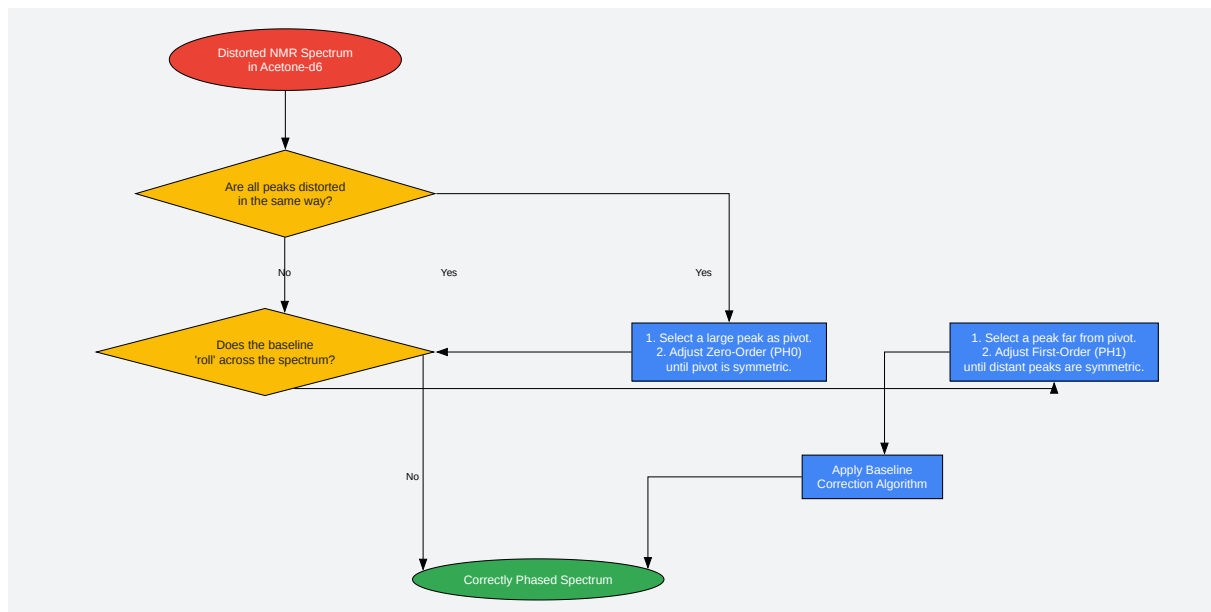 Distorted NMR Spectrum
in Acetone-d6
Are all peaks distorted
in the same way?
No
Yes
Yes
Does the baseline
'roll' across the spectrum?
1. Select a large peak as pivot.
2. Adjust Zero-Order (PH0)
until pivot is symmetric.
1. Select a peak far from pivot.
2. Adjust First-Order (PH1)
until distant peaks are symmetric.
No
Apply Baseline
Correction Algorithm
Correctly Phased Spectrum